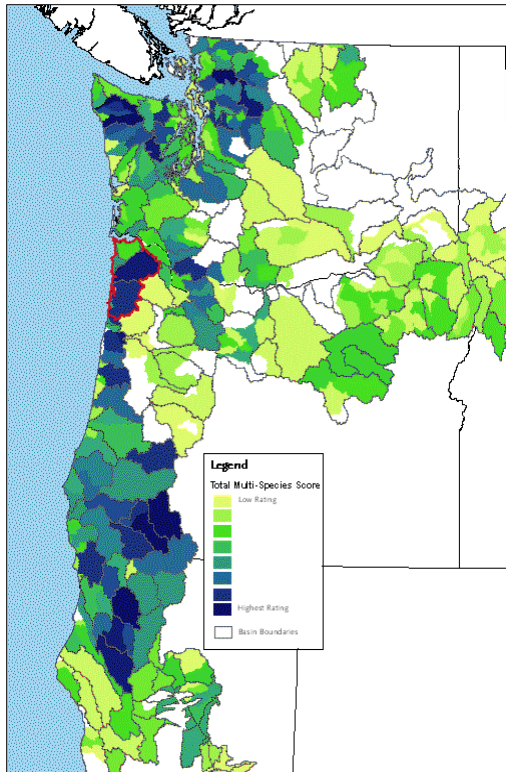 Legend
Total Multi-Species Score
Low Rating
Highest Rating
Basin Boundaries